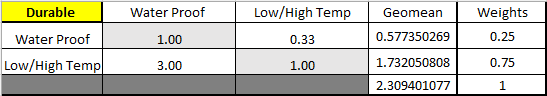 Durable Water Proof Low/High Temp Geomean Weights
Water Proof 1.00 0.33 0.577350269 0.25
Low/High Temp 3.00 1.00 1.732050808 0.75
2.309401077 1